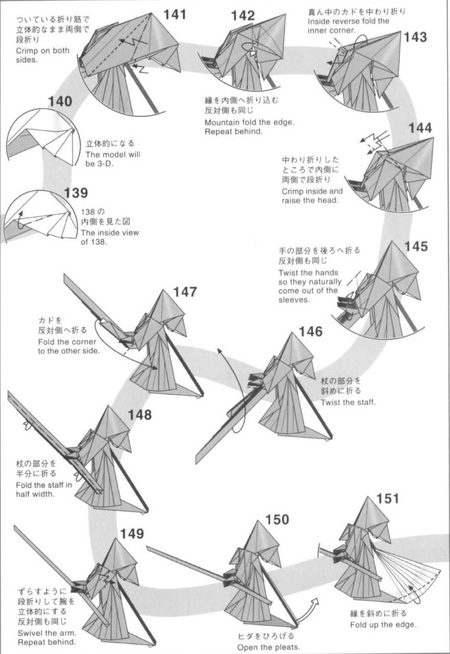 141
ついている折り筋で
立体的なまま両側で
段折り
Crimp on both
sides.
142
縁を内側へ折り込む
反対側も同じ
Mountain fold the edge.
Repeat behind.
真ん中のカドを中わり折り
Inside reverse fold the
inner corner.
143
140
立体的になる
The model will
be 3-D.
139
138 の
内側を見た図
The inside view
of 138.
144
中わり折りした
ところで内側に
両側で段折り
Crimp inside and
raise the head.
145
手の部分を後ろへ折る
反対側も同じ
Twist the hands
so they naturally
come out of the
sleeves.
147
カドを
反対側へ折る
Fold the corner
to the other side.
146
杖の部分を
斜めに折る
Twist the staff.
148
杖の部分を
半分に折る
Fold the staff in
half width.
149
ずらすように
段折りして腕を
立体的にする
反対側も同じ
Swivel the arm.
Repeat behind.
150
ヒダをひろげる
Open the pleats.
151
縁を斜めに折る
Fold up the edge.